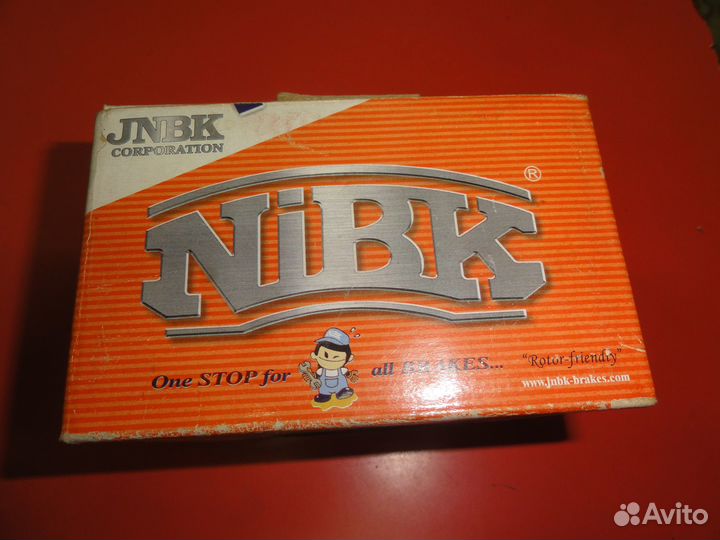 JNBK
CORPORATION
NiBK®
One STOP for all BRAKES...
"Rotor-friendly"
www.jnbk-brakes.com
Avito